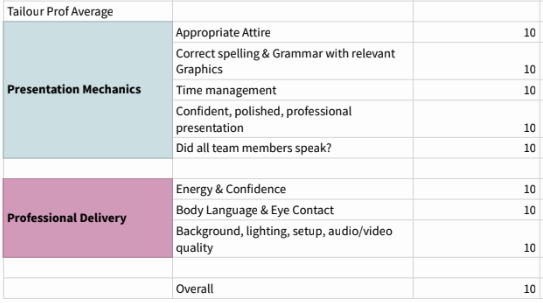 Tailour Prof Average
Presentation Mechanics
Appropriate Attire 10
Correct spelling & Grammar with relevant
Graphics 10
Time management 10
Confident, polished, professional
presentation 10
Did all team members speak? 10
Professional Delivery
Energy & Confidence 10
Body Language & Eye Contact 10
Background, lighting, setup, audio/video
quality 10
Overall 10